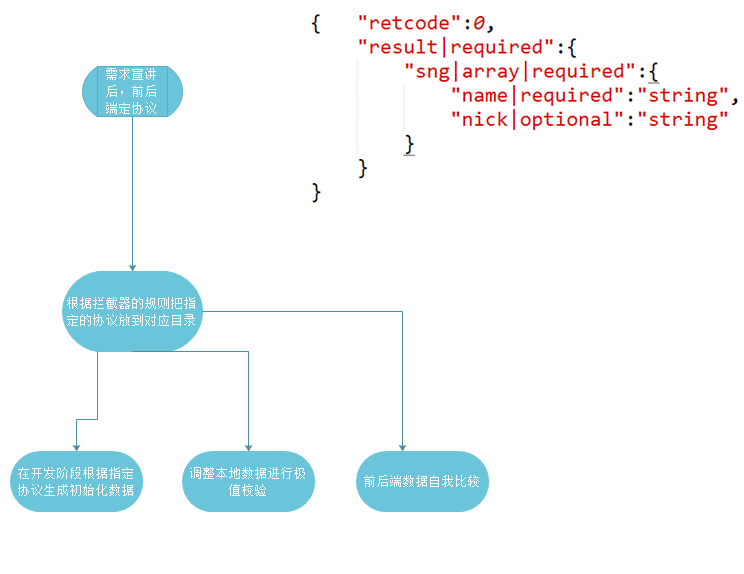 {   "retcode":0,
"result|required":{
"sng|array|required":{
"name|required":"string",
"nick|optional":"string"
}
}
}
需求宣讲
后，前后
端定协议
根据拦截器的规则把指
定的协议放到对应目录
在开发阶段根据指定
协议生成初始化数据
调整本地数据进行极
值校验
前后端数据自我比较